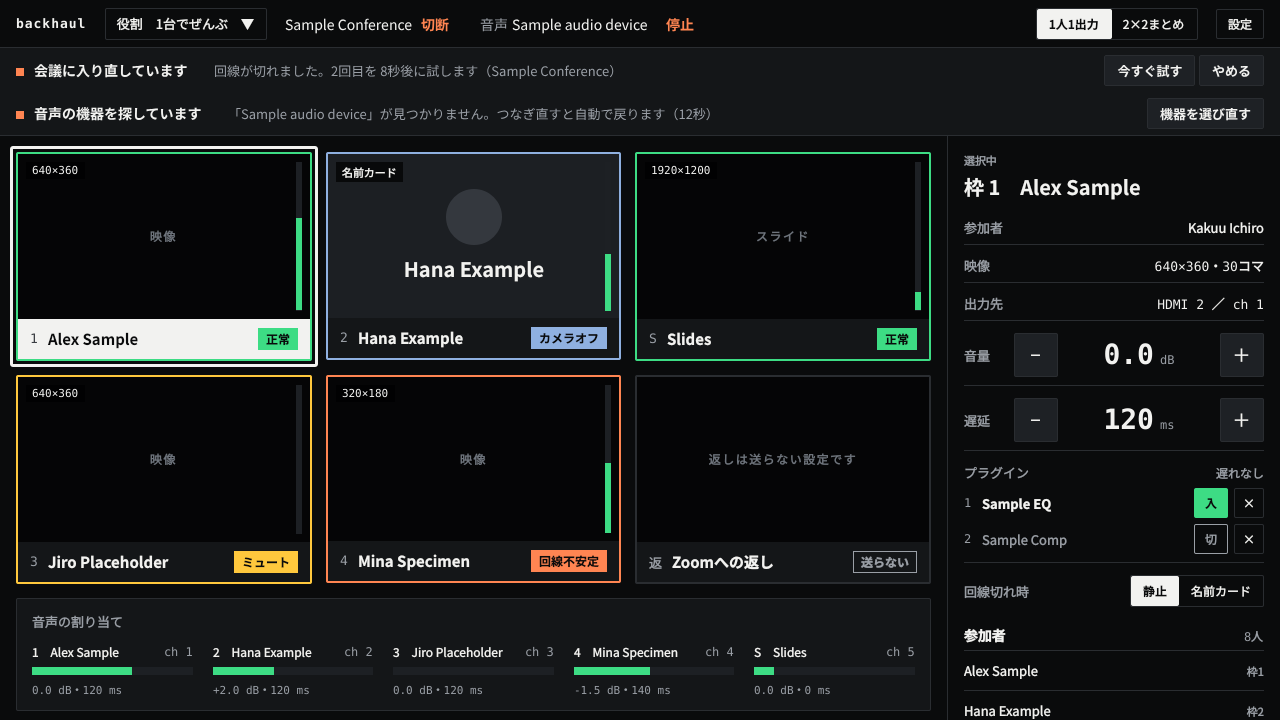 backhaul 役割 1台でぜんぶ ▼ Sample Conference 切断 音声 Sample audio device 停止 1人1出力 2×2まとめ 設定
会議に入り直しています 回線が切れました。2回目を 8秒後に試します（Sample Conference） 今すぐ試す やめる
音声の機器を探しています 「Sample audio device」が見つかりません。つなぎ直すと自動で戻ります（12秒） 機器を選び直す
640×360
映像
1 Alex Sample 正常
名前カード
Hana Example
2 Hana Example カメラオフ
1920×1200
スライド
S Slides 正常
640×360
映像
3 Jiro Placeholder ミュート
320×180
映像
4 Mina Specimen 回線不安定
返しは送らない設定です
返 Zoomへの返し 送らない
音声の割り当て
1 Alex Sample ch 1
0.0 dB・120 ms
2 Hana Example ch 2
+2.0 dB・120 ms
3 Jiro Placeholder ch 3
0.0 dB・120 ms
4 Mina Specimen ch 4
-1.5 dB・140 ms
S Slides ch 5
0.0 dB・0 ms
選択中
枠 1 Alex Sample
参加者 Kakuu Ichiro
映像 640×360・30コマ
出力先 HDMI 2 ／ ch 1
音量 − 0.0 dB ＋
遅延 − 120 ms ＋
プラグイン 遅れなし
1 Sample EQ 入 ×
2 Sample Comp 切 ×
回線切れ時 静止 名前カード
参加者 8人
Alex Sample 枠1
Hana Example 枠2